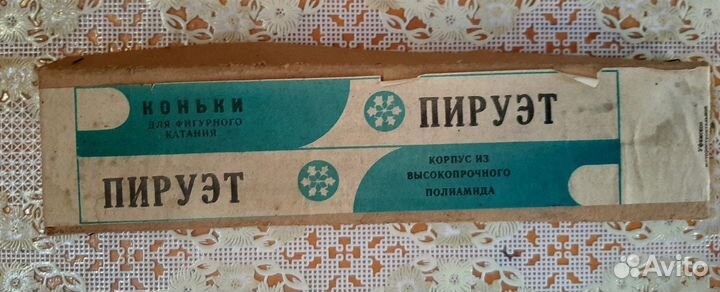 КОНЬКИ
ДЛЯ ФИГУРНОГО
КАТАНИЯ
ПИРУЭТ
ПИРУЭТ
КОРПУС ИЗ
ВЫСОКОПРОЧНОГО
ПОЛИАМИДА
Avito